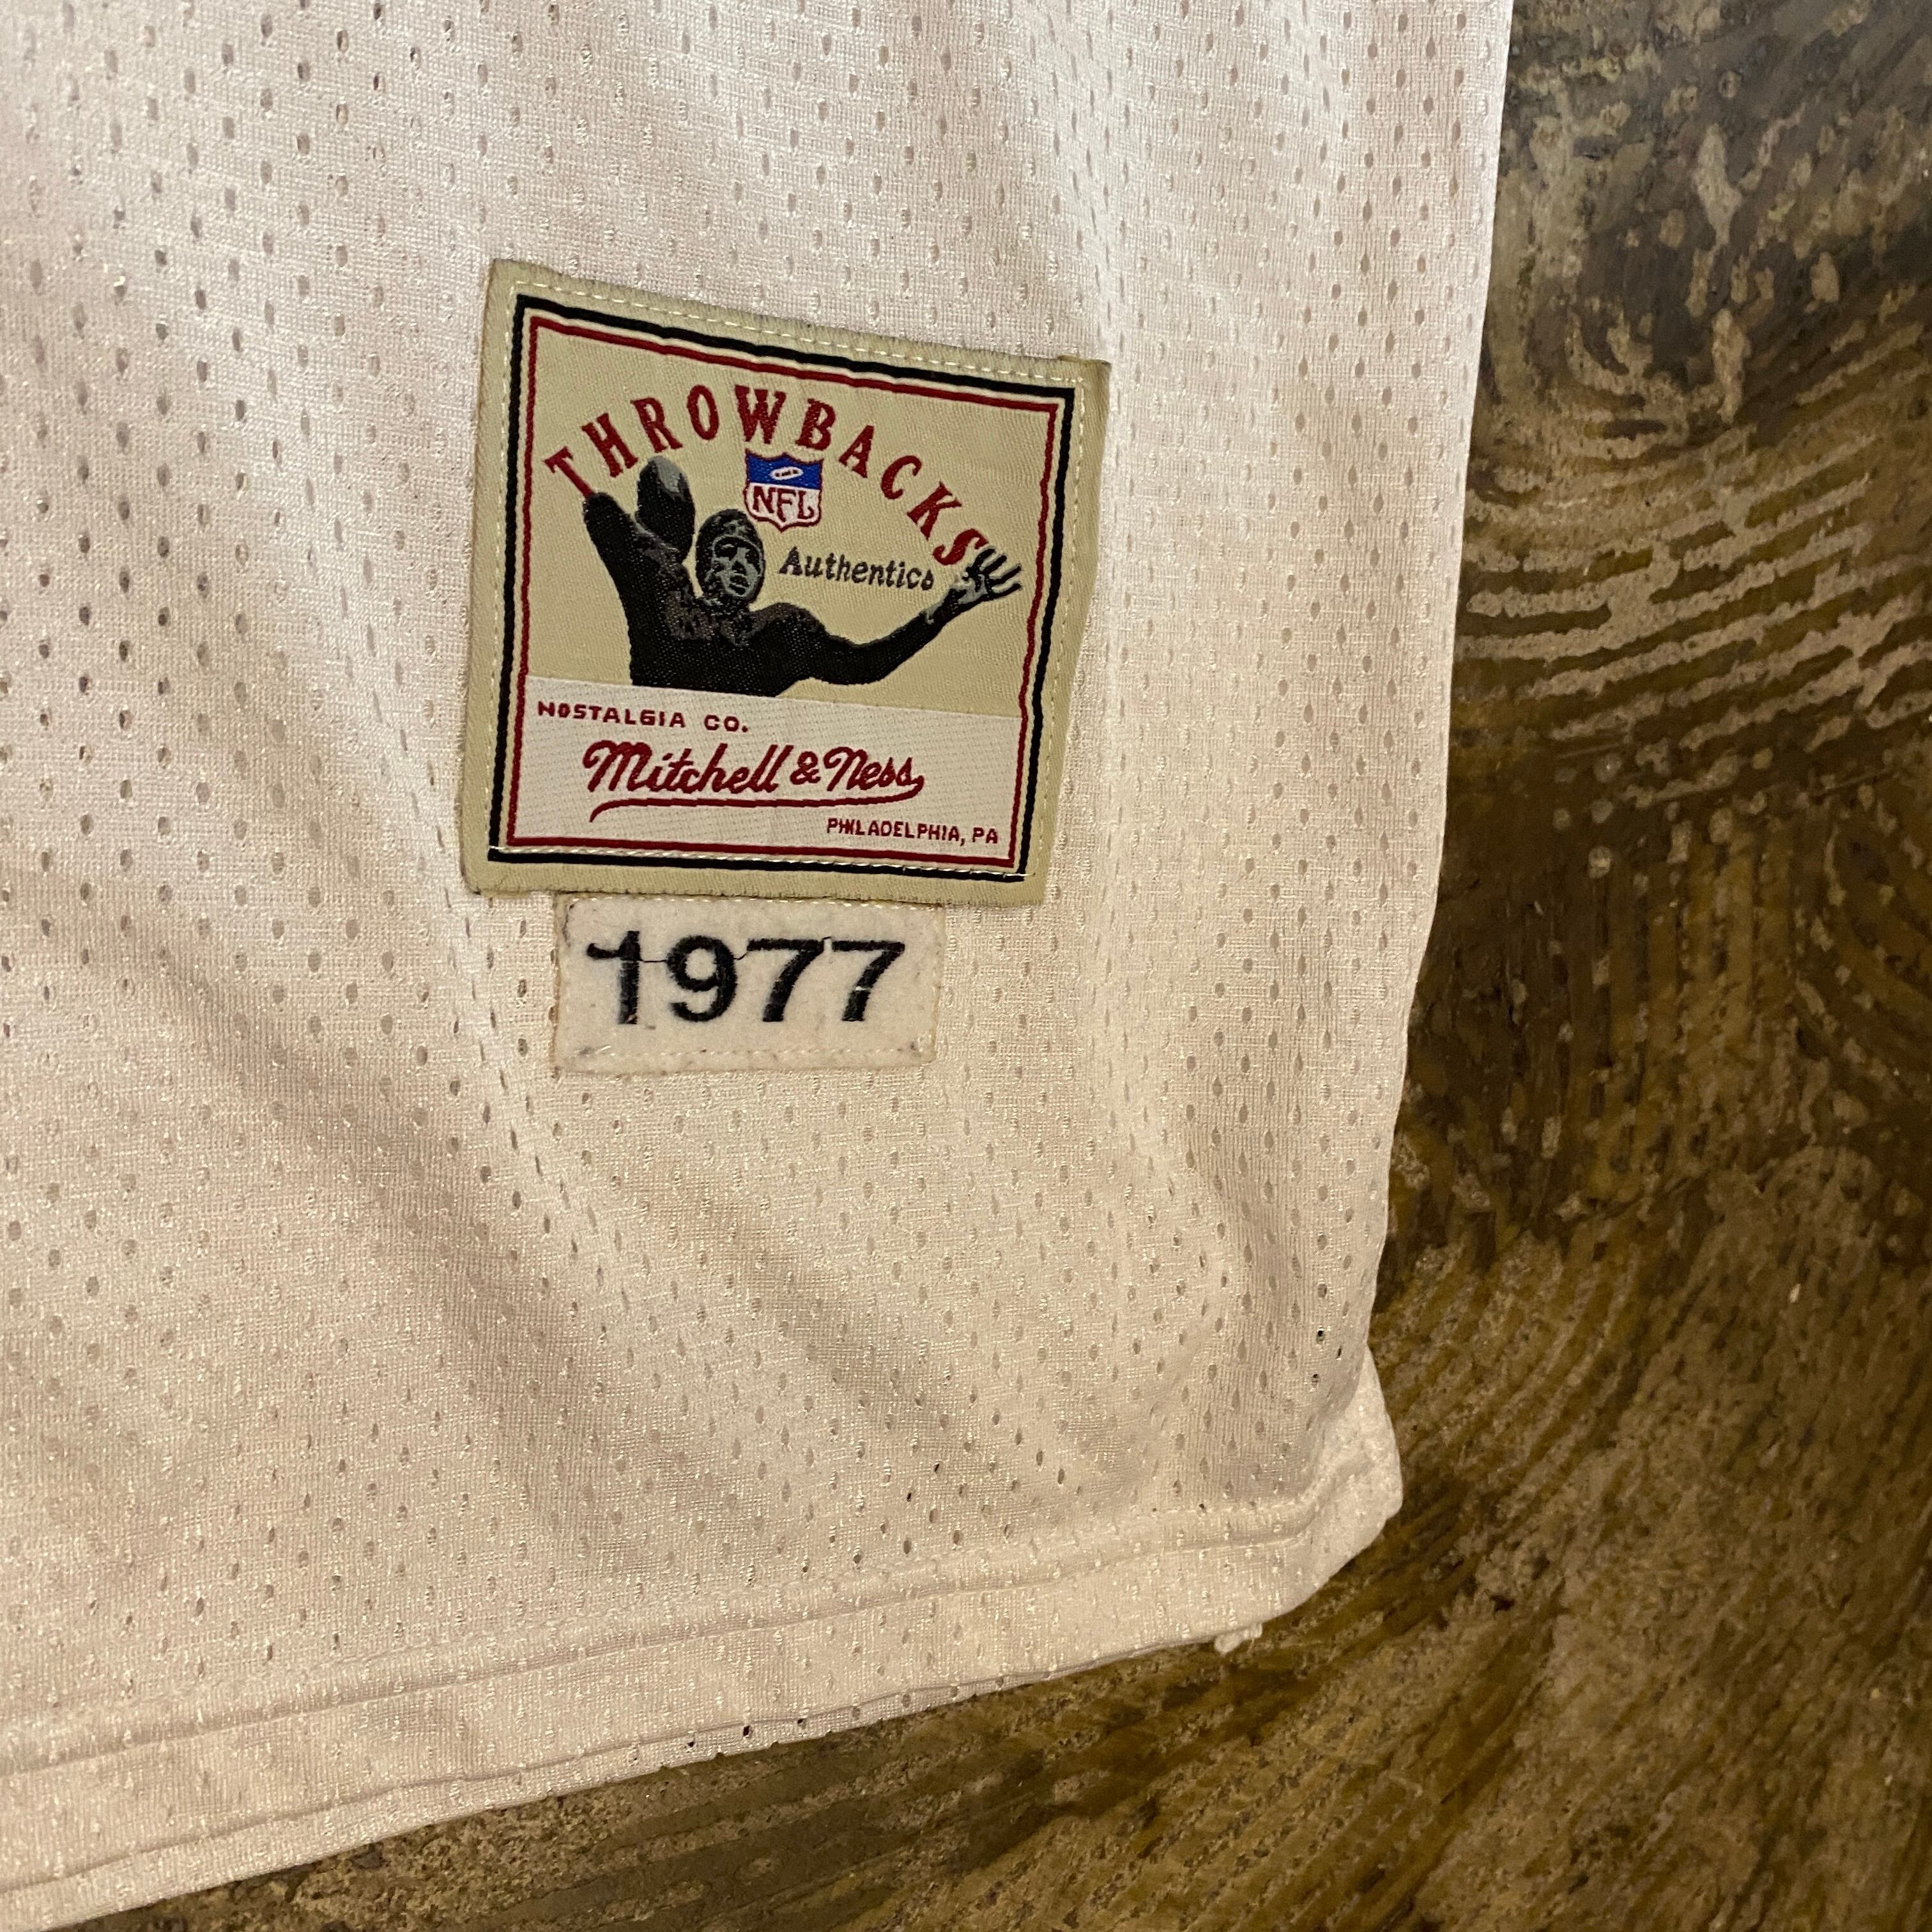 THROWBACKS
NFL
Authentics
NOSTALGIA CO.
Mitchell & Ness
PHILADELPHIA, PA
1977